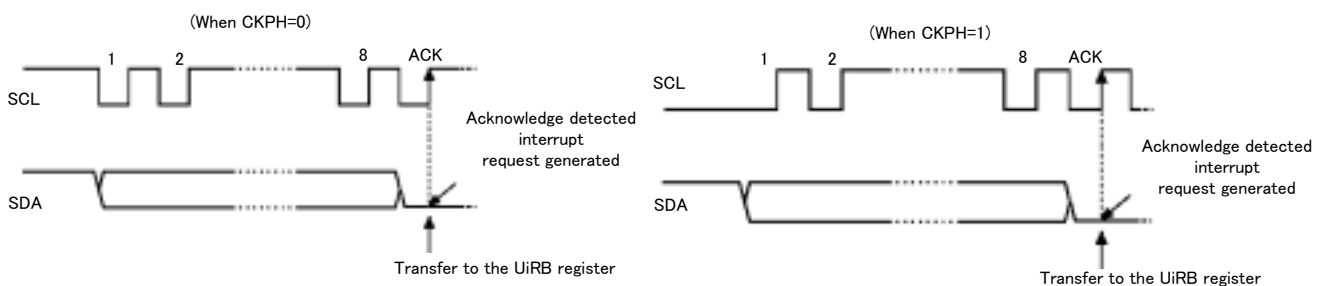 (When CKPH=0)
1
2
8
ACK
SCL
Acknowledge detected
interrupt
request generated
SDA
Transfer to the UiRB register
(When CKPH=1)
1
2
8
ACK
SCL
Acknowledge detected
interrupt
request generated
SDA
Transfer to the UiRB register